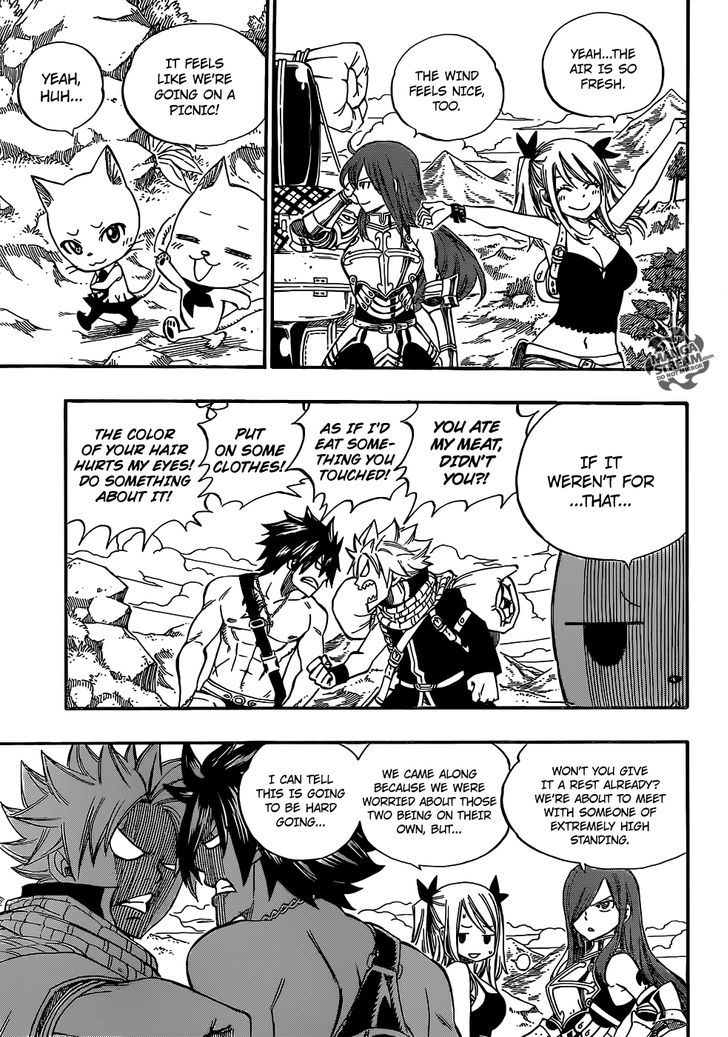 YEAH...THE
AIR IS SO
FRESH.
THE WIND
FEELS NICE,
TOO.
IT FEELS
LIKE WE'RE
GOING ON A
PICNIC!
YEAH,
HUH...
MANGA
STREAM.com
DO NOT MIRROR!
IF IT
WEREN'T FOR
...THAT...
YOU ATE
MY MEAT,
DIDN'T
YOU?!
AS IF I'D
EAT SOME-
THING YOU
TOUCHED!
PUT
ON SOME
CLOTHES!
THE COLOR
OF YOUR HAIR
HURTS MY EYES!
DO SOMETHING
ABOUT IT!
WON'T YOU GIVE
IT A REST ALREADY?
WE'RE ABOUT TO MEET
WITH SOMEONE OF
EXTREMELY HIGH
STANDING.
WE CAME ALONG
BECAUSE WE WERE
WORRIED ABOUT THOSE
TWO BEING ON THEIR
OWN, BUT...
I CAN TELL
THIS IS GOING
TO BE HARD
GOING...